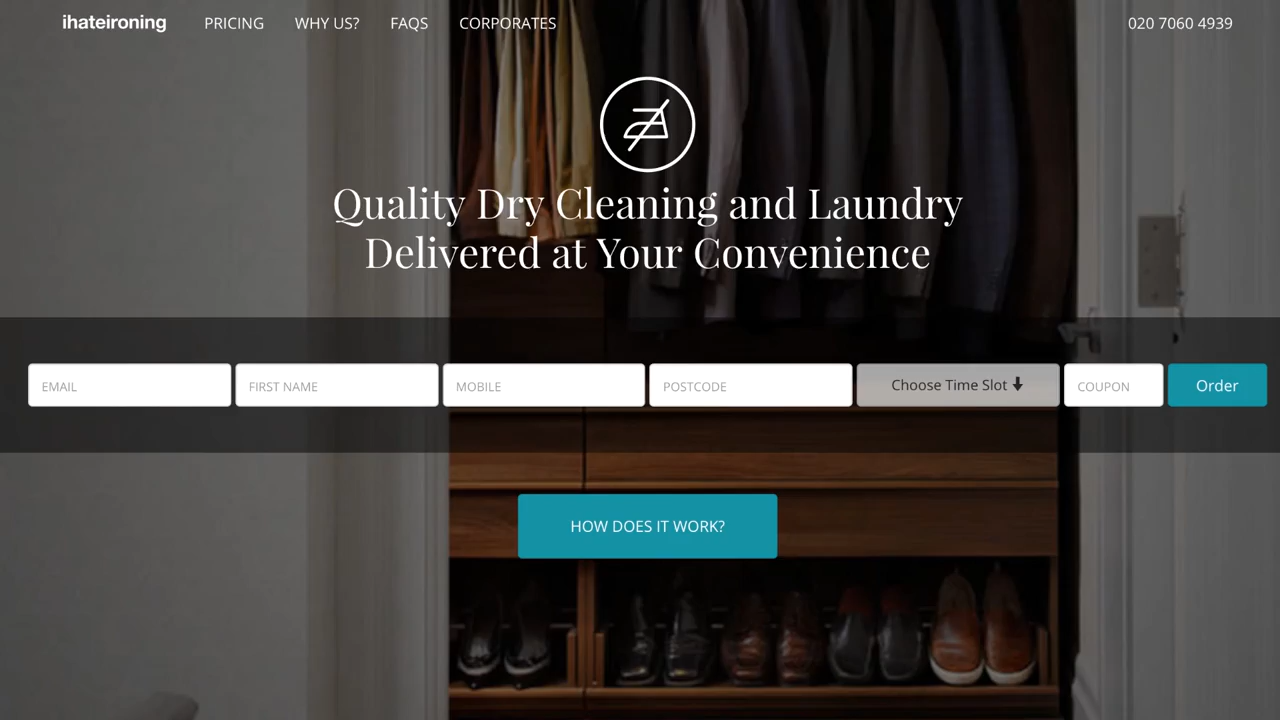 ihateironing PRICING WHY US? FAQS CORPORATES 020 7060 4939
Quality Dry Cleaning and Laundry
Delivered at Your Convenience
EMAIL FIRST NAME MOBILE POSTCODE Choose Time Slot COUPON Order
HOW DOES IT WORK?